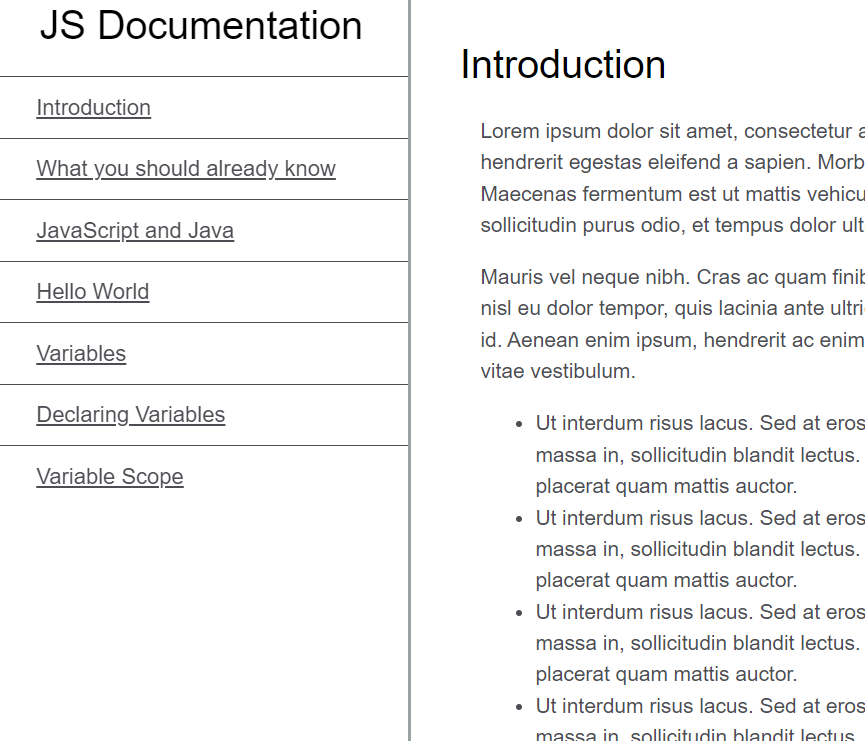 JS Documentation
Introduction
What you should already know
JavaScript and Java
Hello World
Variables
Declaring Variables
Variable Scope
Introduction
Lorem ipsum dolor sit amet, consectetur
hendrerit egestas eleifend a sapien.
Maecenas fermentum est ut mattis
sollicitudin purus odio, et tempus dolor
Mauris vel neque nibh. Cras ac quam
nisl eu dolor tempor, quis lacinia ante
id. Aenean enim ipsum, hendrerit ac enim
vitae vestibulum.
Ut interdum risus lacus. Sed at eros
massa in, sollicitudin blandit lectus.
placerat quam mattis auctor.
Ut interdum risus lacus. Sed at eros
massa in, sollicitudin blandit lectus.
placerat quam mattis auctor.
Ut interdum risus lacus. Sed at eros
massa in, sollicitudin blandit lectus.
placerat quam mattis auctor.
Ut interdum risus lacus. Sed at eros
massa in, sollicitudin blandit lectus.